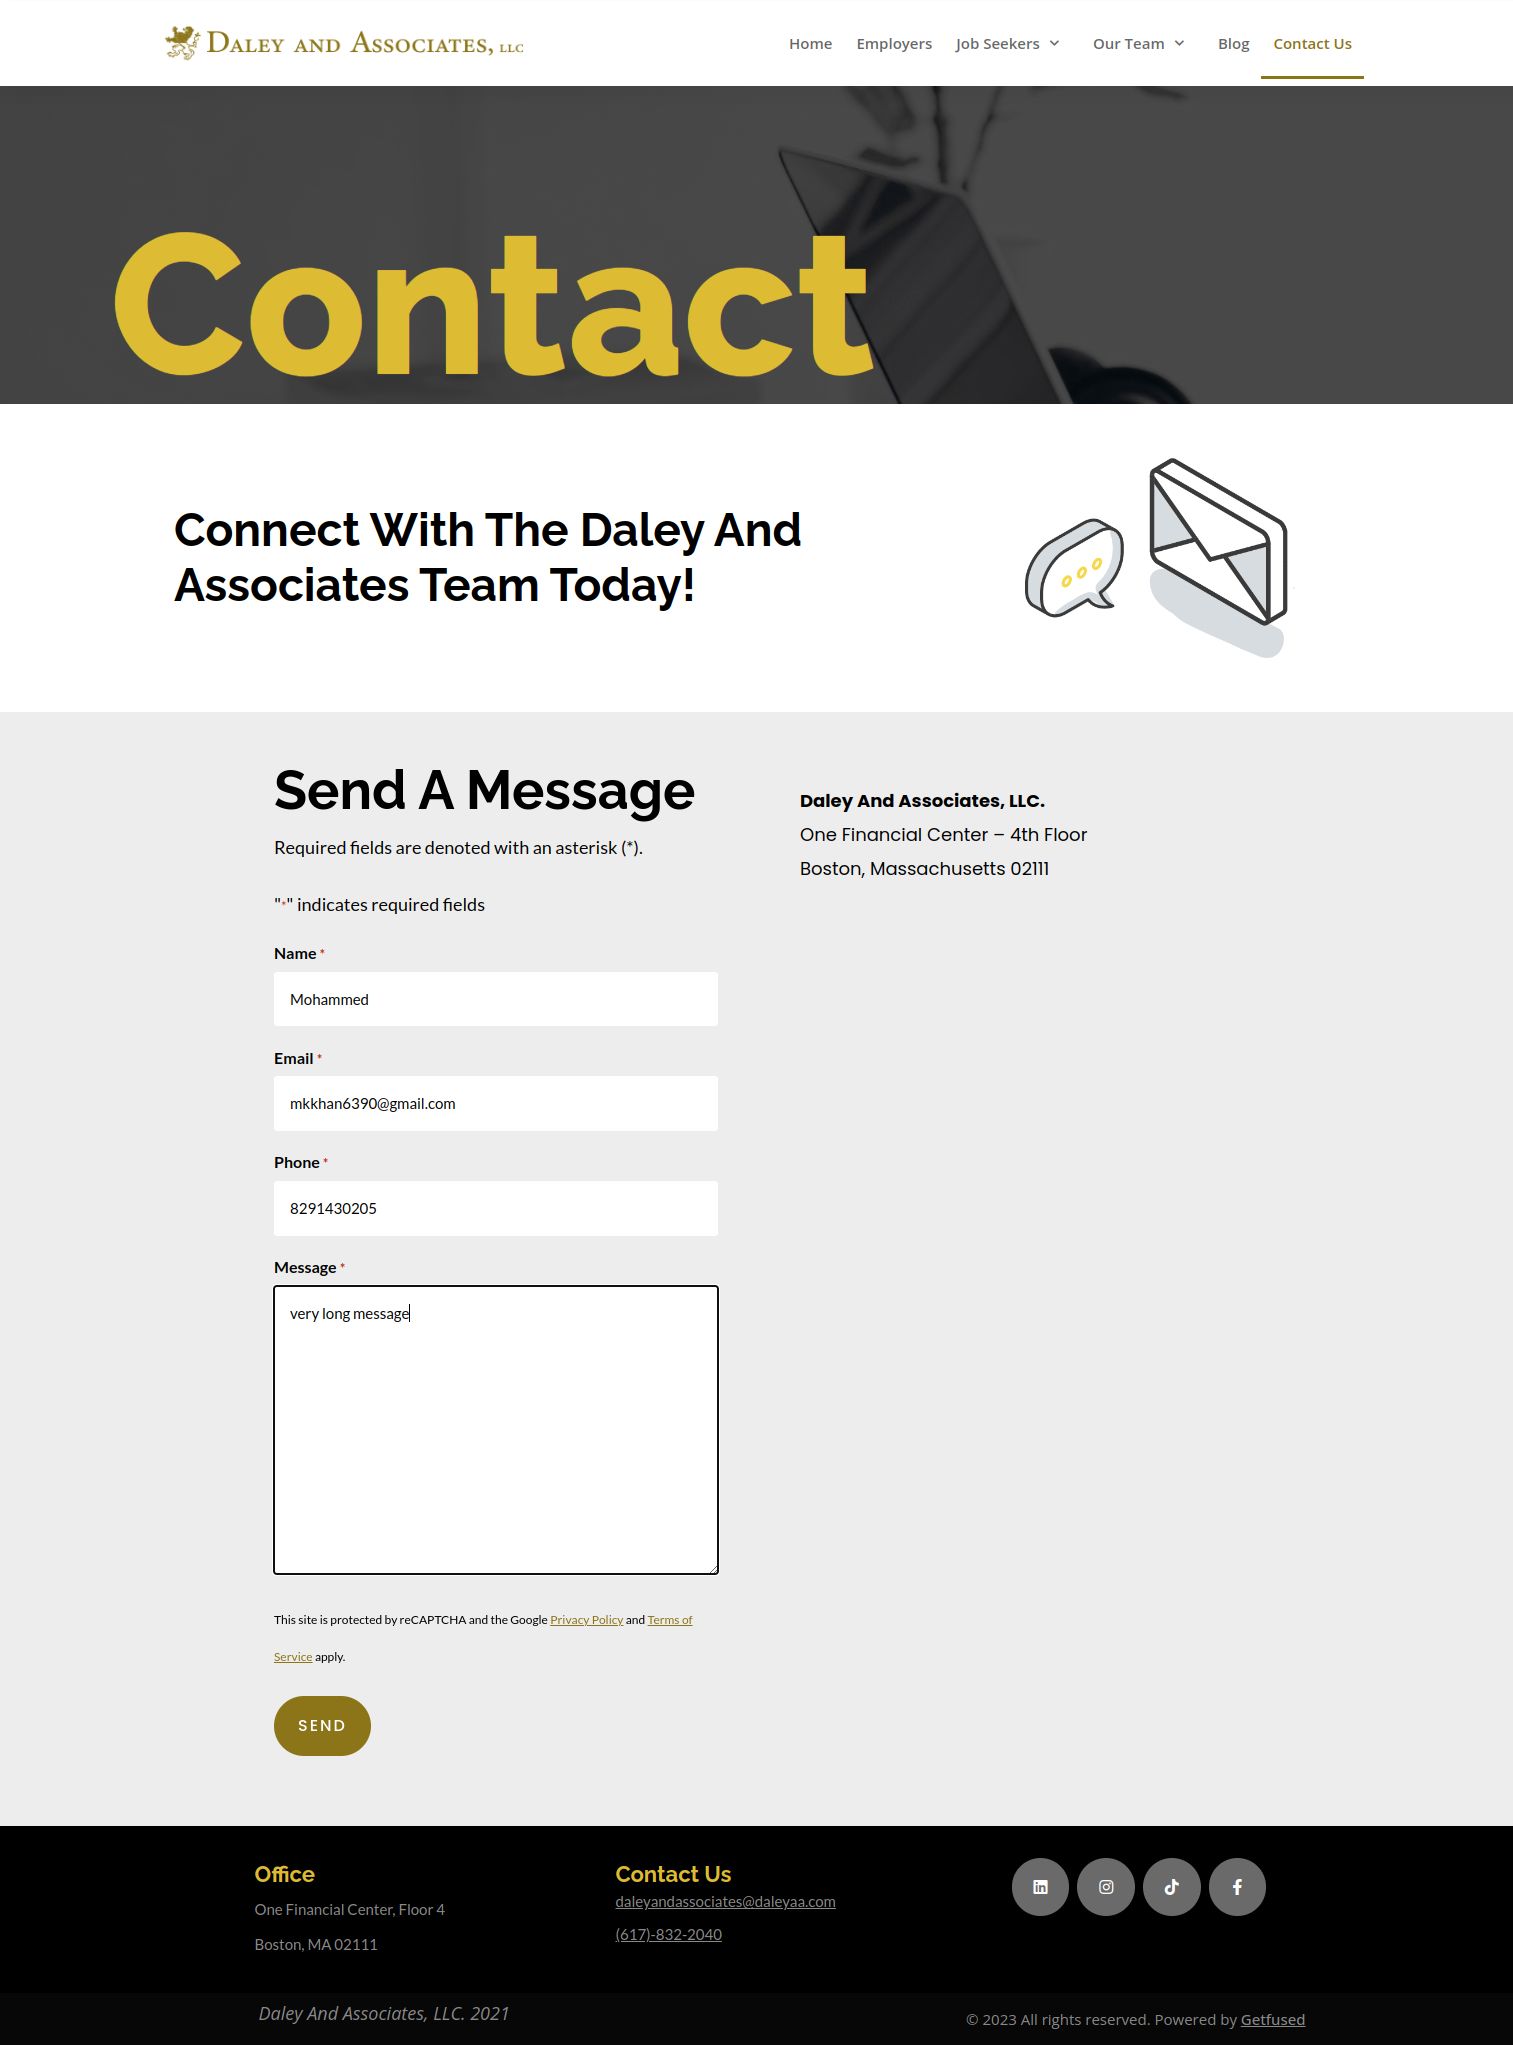 Daley and Associates, LLC
Home Employers Job Seekers Our Team Blog Contact Us
Contact
Connect With The Daley And
Associates Team Today!
Send A Message
Required fields are denoted with an asterisk (*).
"*" indicates required fields
Name *
Mohammed
Email *
mkkhan6390@gmail.com
Phone *
8291430205
Message *
very long message
This site is protected by reCAPTCHA and the Google Privacy Policy and Terms of
Service apply.
SEND
Daley And Associates, LLC.
One Financial Center – 4th Floor
Boston, Massachusetts 02111
Office
One Financial Center, Floor 4
Boston, MA 02111
Contact Us
daleyandassociates@daleyaa.com
(617)-832-2040
Daley And Associates, LLC. 2021
© 2023 All rights reserved. Powered by Getfused